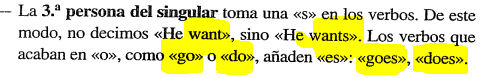 — La 3.ª persona del singular toma una «s» en los verbos. De este
modo, no decimos «He want», sino «He wants». Los verbos que
acaban en «o», como «go» o «do», añaden «es»: «goes», «does».